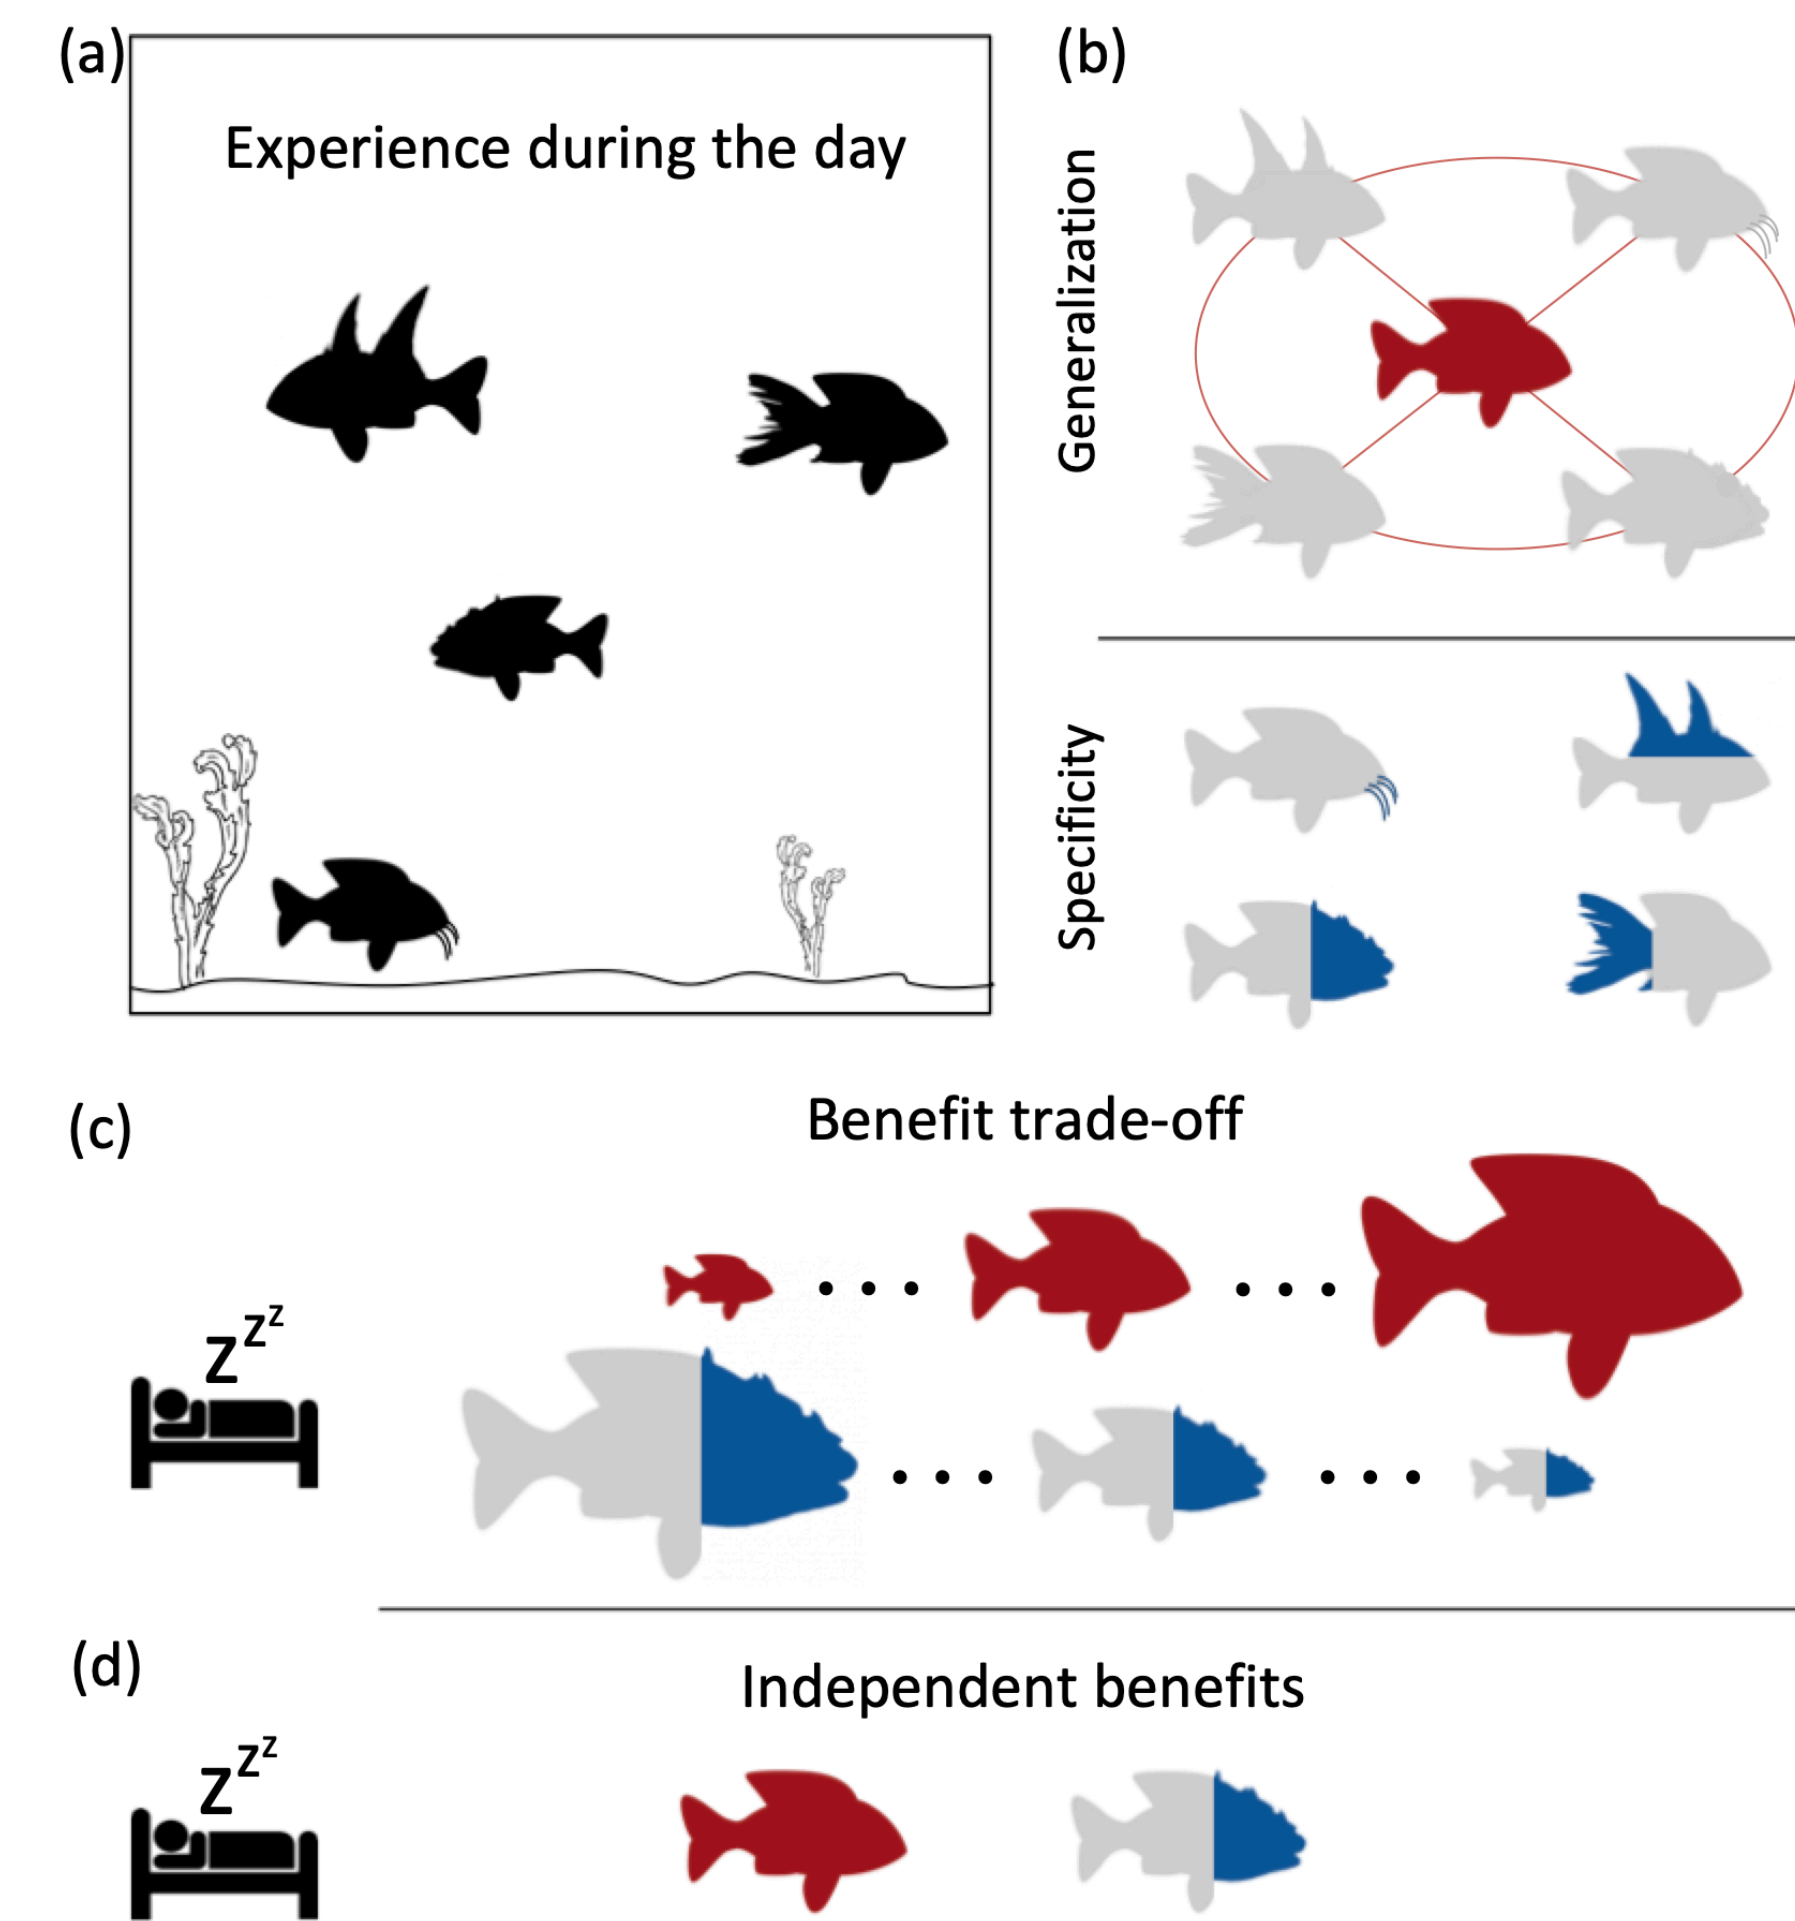 (a)
Experience during the day
(b)
Generalization
Specificity
(c)
Benefit trade-off
z z z
(d)
Independent benefits
z z z